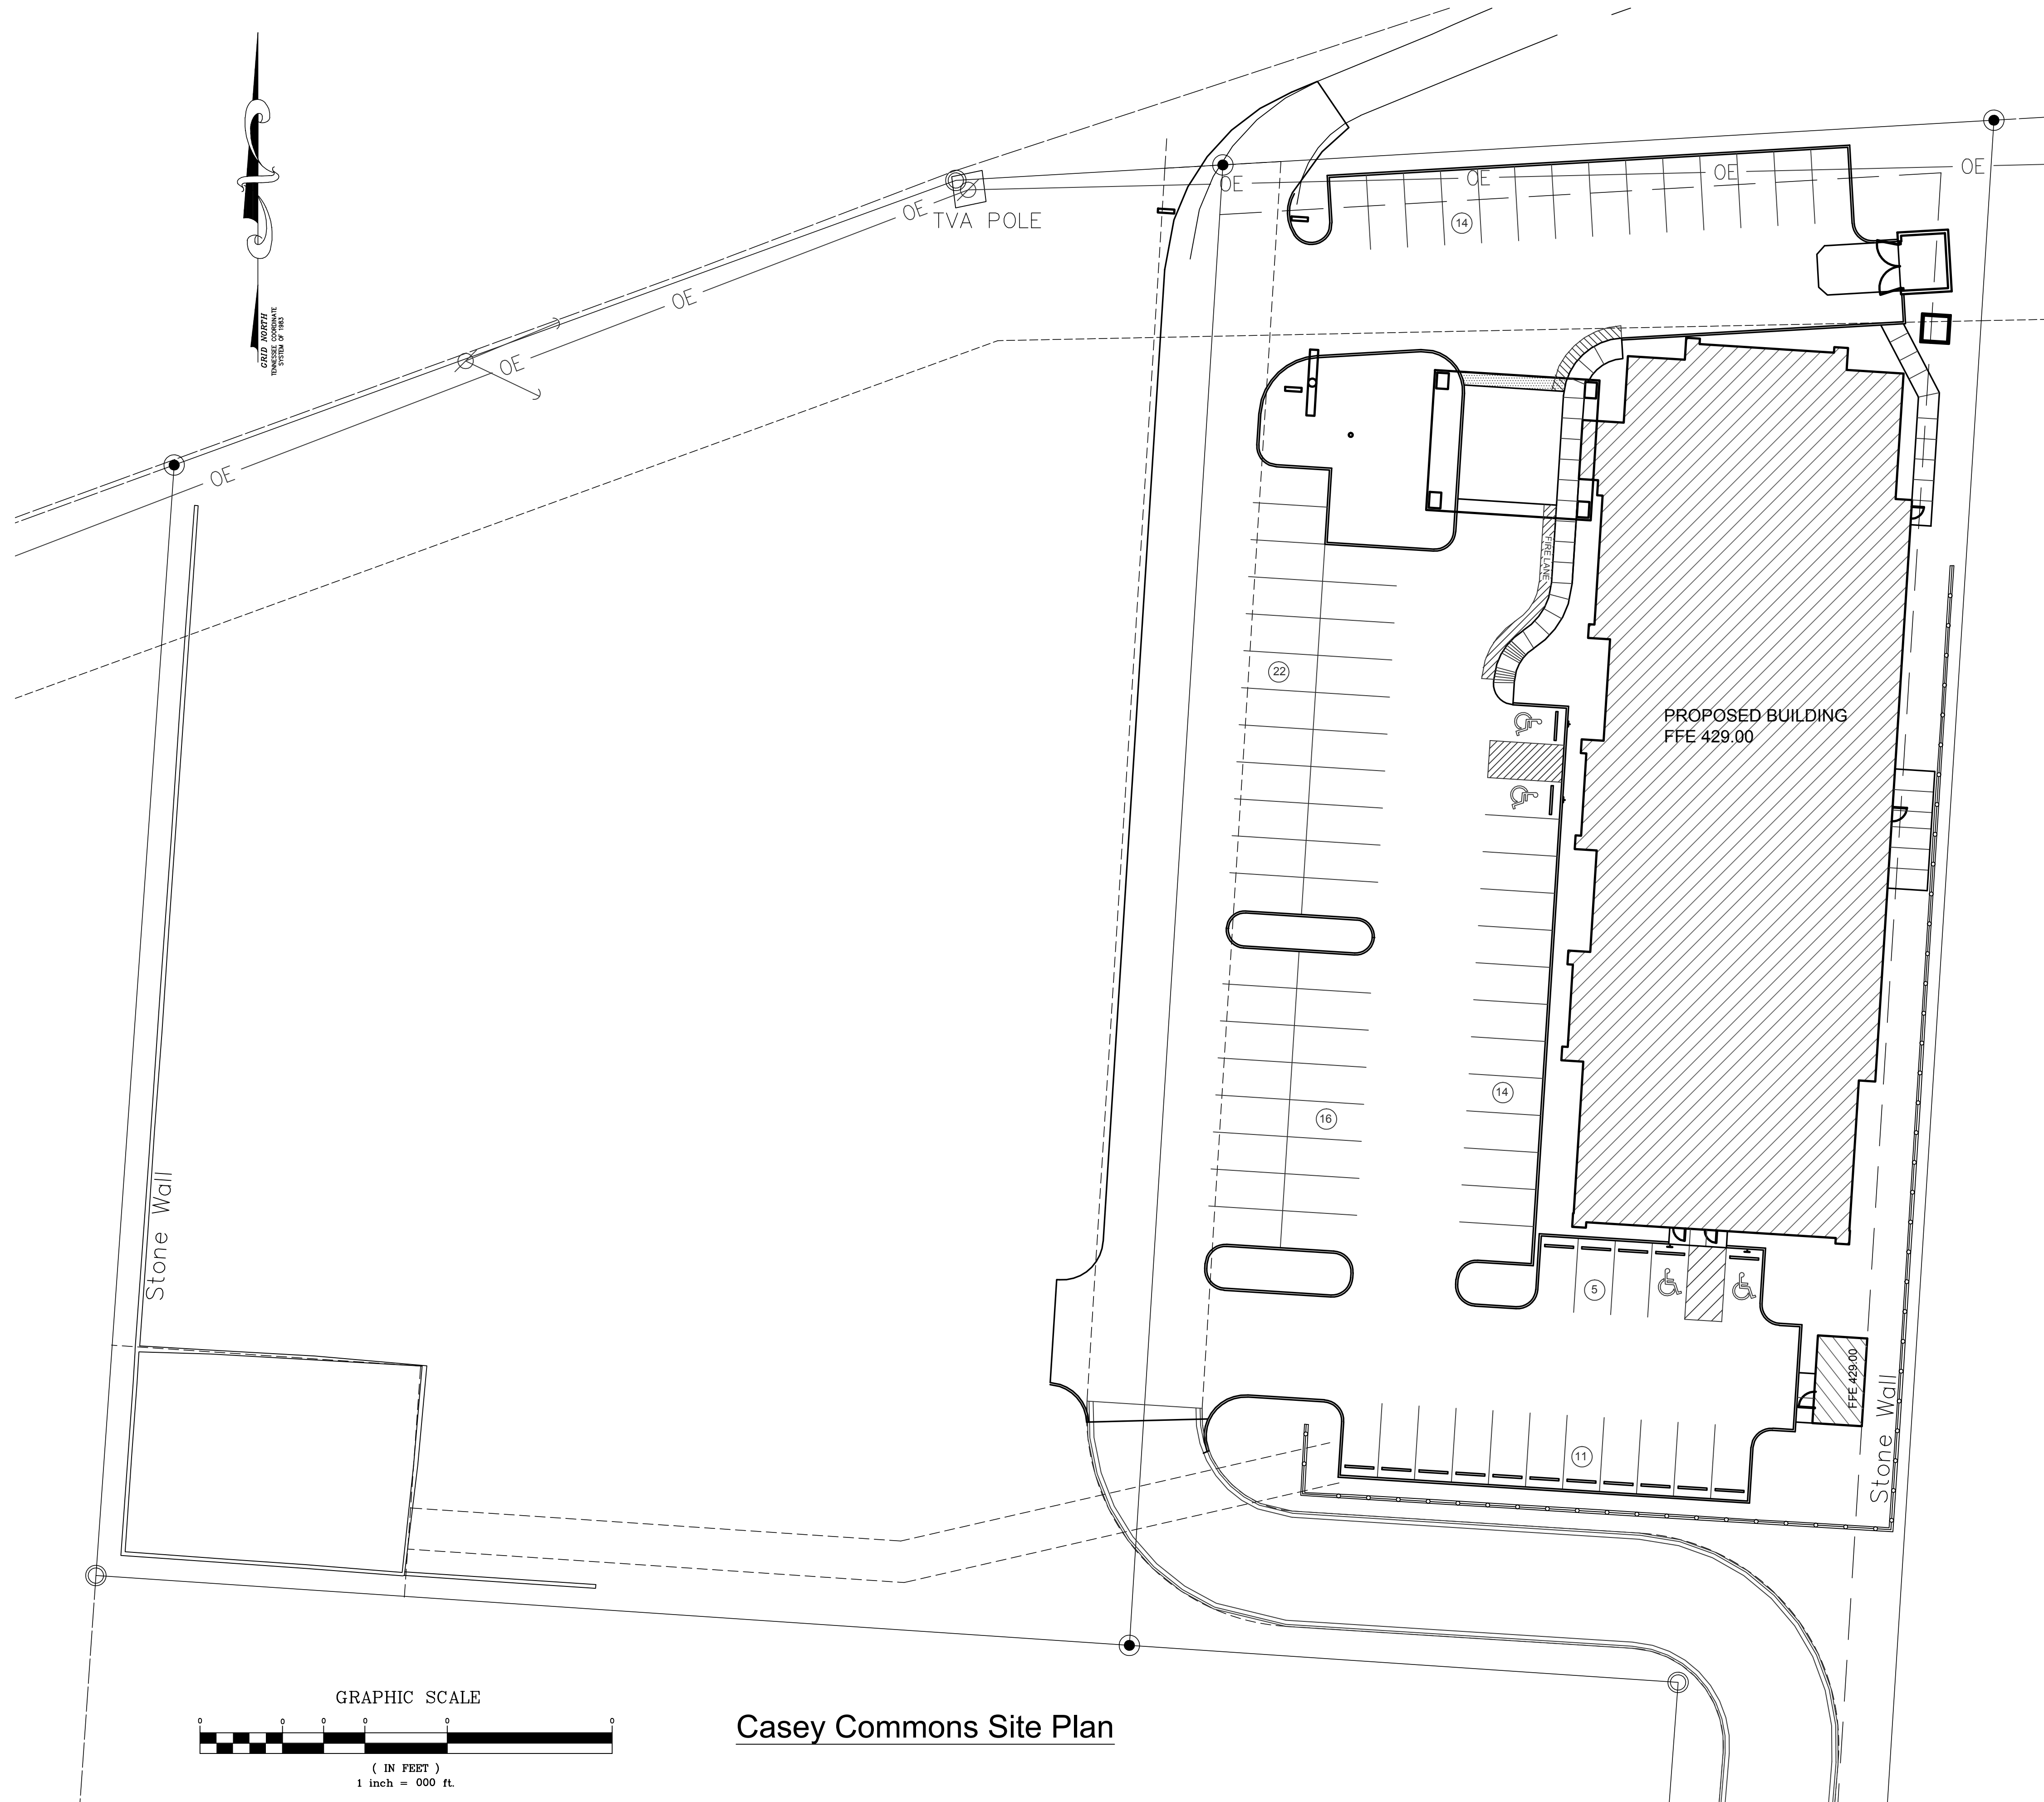 OE
OE
OE
OE
OE
14
TVA POLE
OE
OE
GRID NORTH
TENNESSEE COORDINATE
SYSTEM OF 1983
OE
OE
FIRE LANE
22
PROPOSED BUILDING
FFE 429.00
14
16
Stone Wall
5
FFE 429.00
Stone Wall
11
GRAPHIC SCALE
0 0 0 0 0 0
( IN FEET )
1 inch = 000 ft.
Casey Commons Site Plan